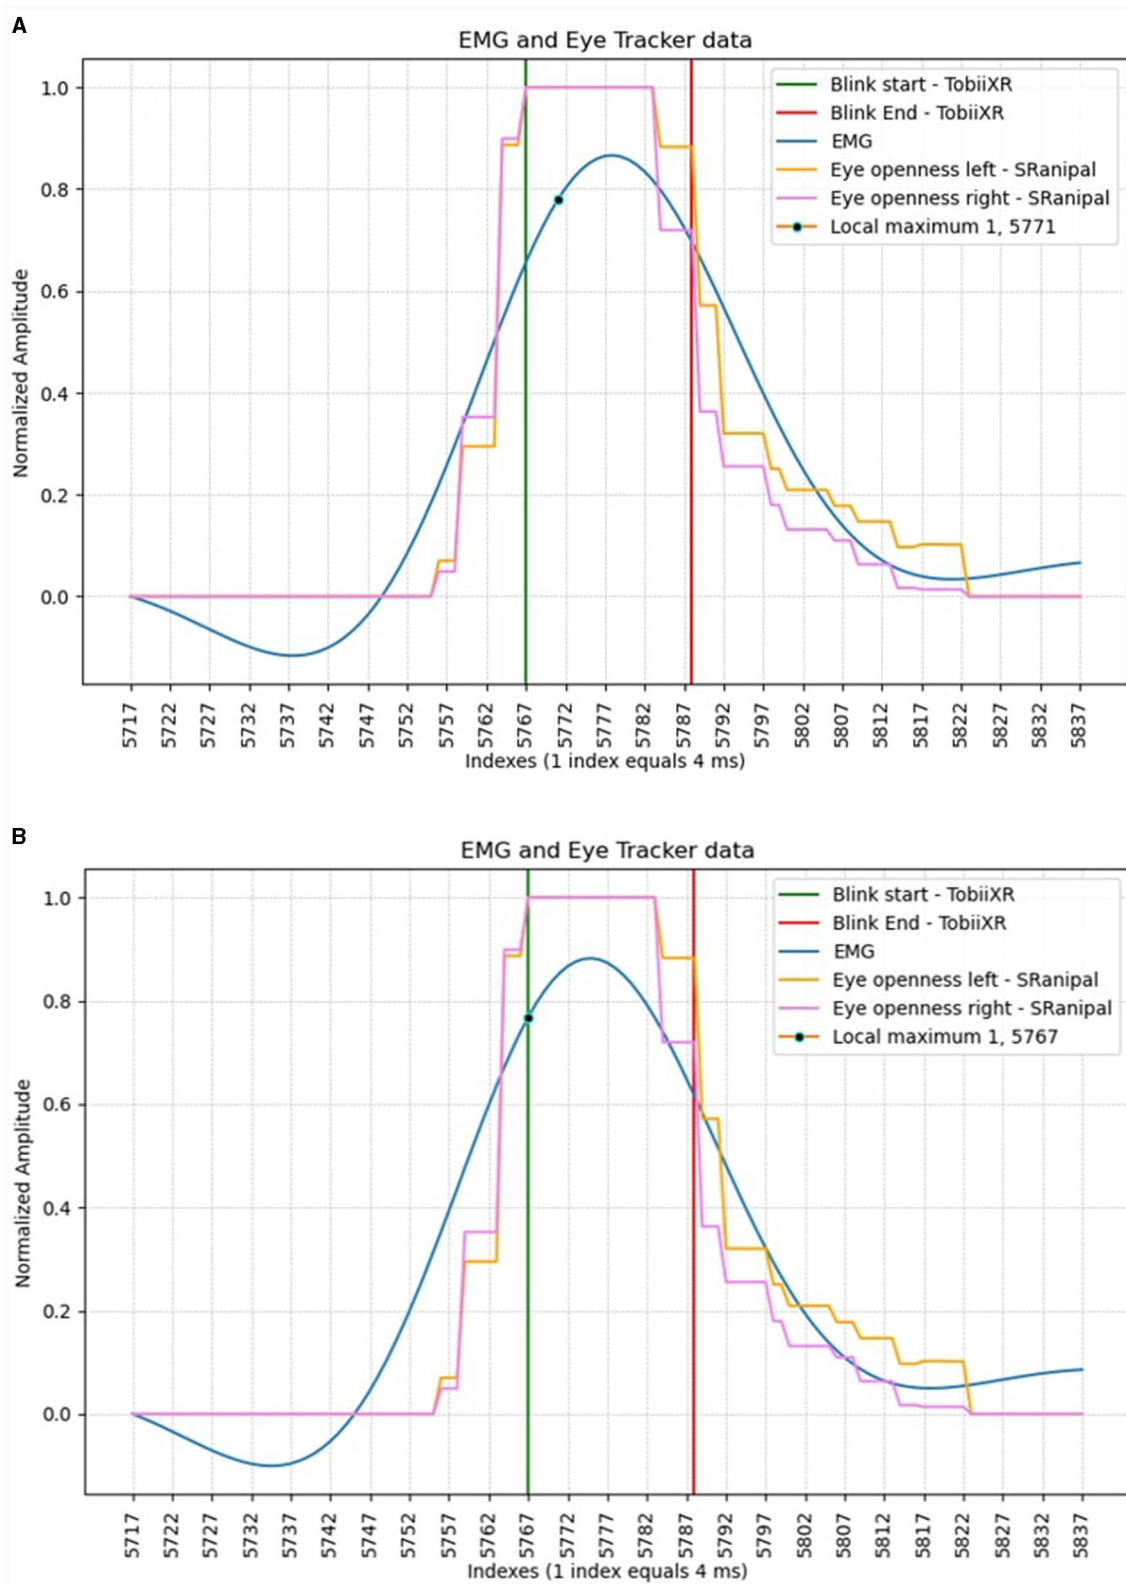 A
EMG and Eye Tracker data
1.0
0.8
0.6
0.4
0.2
0.0
Normalized Amplitude
Blink start - TobiiXR
Blink End - TobiiXR
EMG
Eye openness left - SRanipal
Eye openness right - SRanipal
Local maximum 1, 5771
5717 5722 5727 5732 5737 5742 5747 5752 5757 5762 5767 5772 5777 5782 5787 5792 5797 5802 5807 5812 5817 5822 5827 5832 5837
Indexes (1 index equals 4 ms)
B
EMG and Eye Tracker data
1.0
0.8
0.6
0.4
0.2
0.0
Normalized Amplitude
Blink start - TobiiXR
Blink End - TobiiXR
EMG
Eye openness left - SRanipal
Eye openness right - SRanipal
Local maximum 1, 5767
5717 5722 5727 5732 5737 5742 5747 5752 5757 5762 5767 5772 5777 5782 5787 5792 5797 5802 5807 5812 5817 5822 5827 5832 5837
Indexes (1 index equals 4 ms)